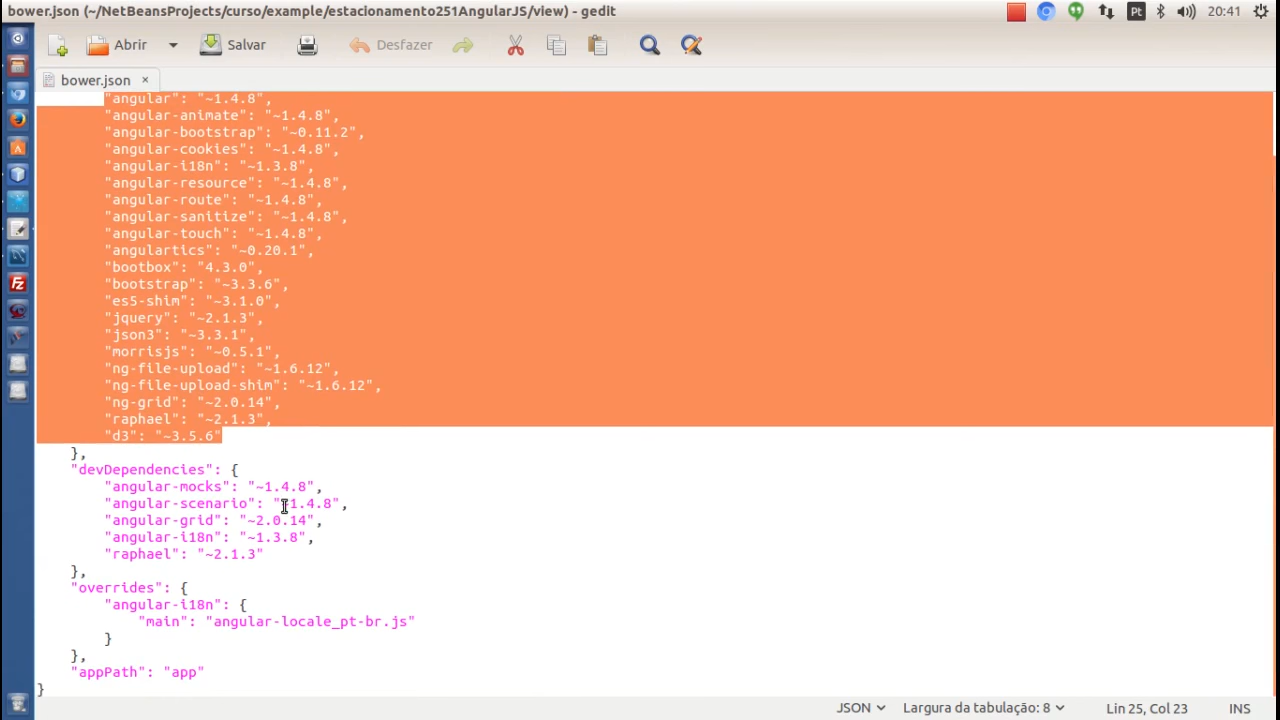 bower.json (~/NetBeansProjects/curso/example/estacionamento251AngularJS/view) - gedit
Pt
20:41
Abrir
Salvar
Desfazer
bower.json ×
"angular": "~1.4.8",
"angular-animate": "~1.4.8",
"angular-bootstrap": "~0.11.2",
"angular-cookies": "~1.4.8",
"angular-i18n": "~1.3.8",
"angular-resource": "~1.4.8",
"angular-route": "~1.4.8",
"angular-sanitize": "~1.4.8",
"angular-touch": "~1.4.8",
"angulartics": "~0.20.1",
"bootbox": "4.3.0",
"bootstrap": "~3.3.6",
"es5-shim": "~3.1.0",
"jquery": "~2.1.3",
"json3": "~3.3.1",
"morrisjs": "~0.5.1",
"ng-file-upload": "~1.6.12",
"ng-file-upload-shim": "~1.6.12",
"ng-grid": "~2.0.14",
"raphael": "~2.1.3",
"d3": "~3.5.6"
},
"devDependencies": {
"angular-mocks": "~1.4.8",
"angular-scenario": "~1.4.8",
"angular-grid": "~2.0.14",
"angular-i18n": "~1.3.8",
"raphael": "~2.1.3"
},
"overrides": {
"angular-i18n": {
"main": "angular-locale_pt-br.js"
}
},
"appPath": "app"
}
JSON
Largura da tabulação: 8
Lin 25, Col 23
INS